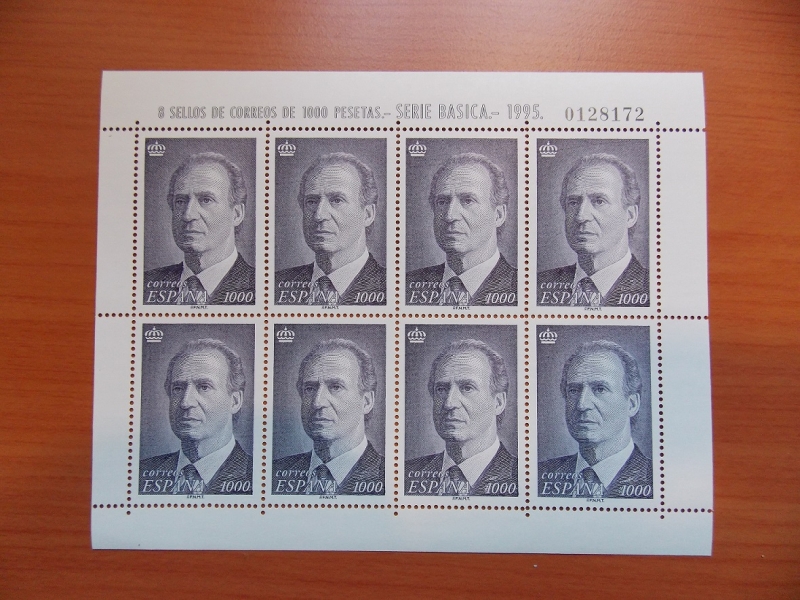 8 SELLOS DE CORREOS DE 1000 PESETAS.- SERIE BASICA.- 1995. 0128172
correos correos correos correos
ESPAÑA 1000 ESPAÑA 1000 ESPAÑA 1000 ESPAÑA 1000
F.N.M.T. F.N.M.T. F.N.M.T. F.N.M.T.
correos correos correos correos
ESPAÑA 1000 ESPAÑA 1000 ESPAÑA 1000 ESPAÑA 1000
F.N.M.T. F.N.M.T. F.N.M.T. F.N.M.T.